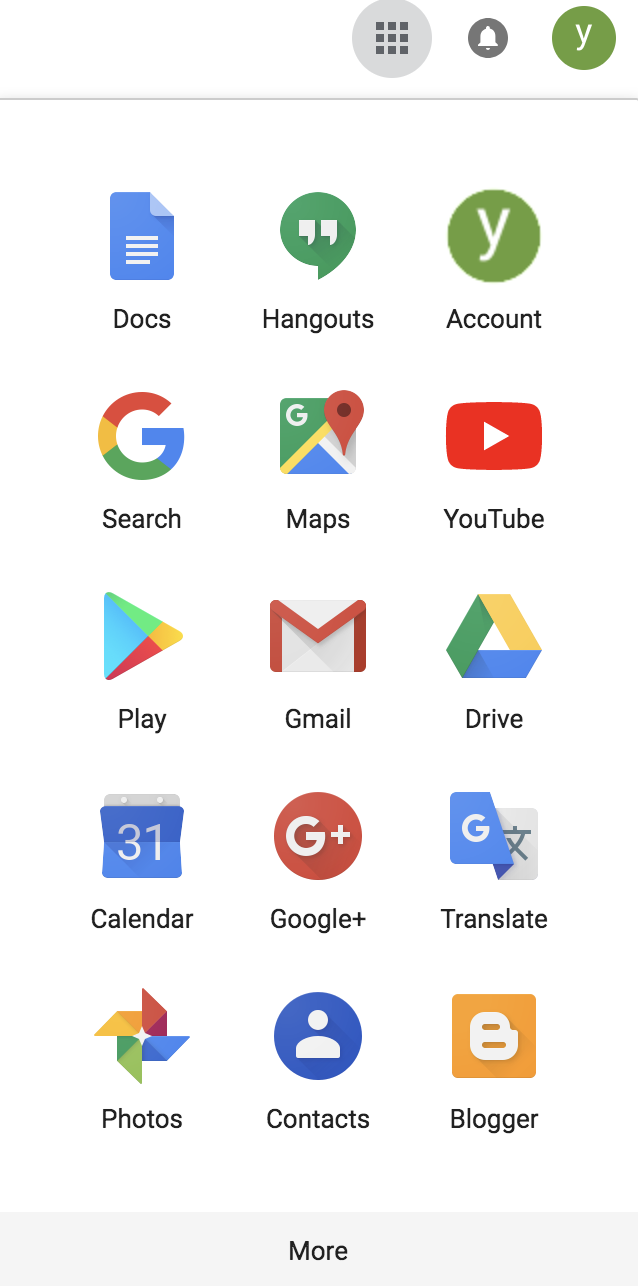 y
Docs Hangouts Account
Search Maps YouTube
Play Gmail Drive
31
Calendar Google+ Translate
Photos Contacts Blogger
More